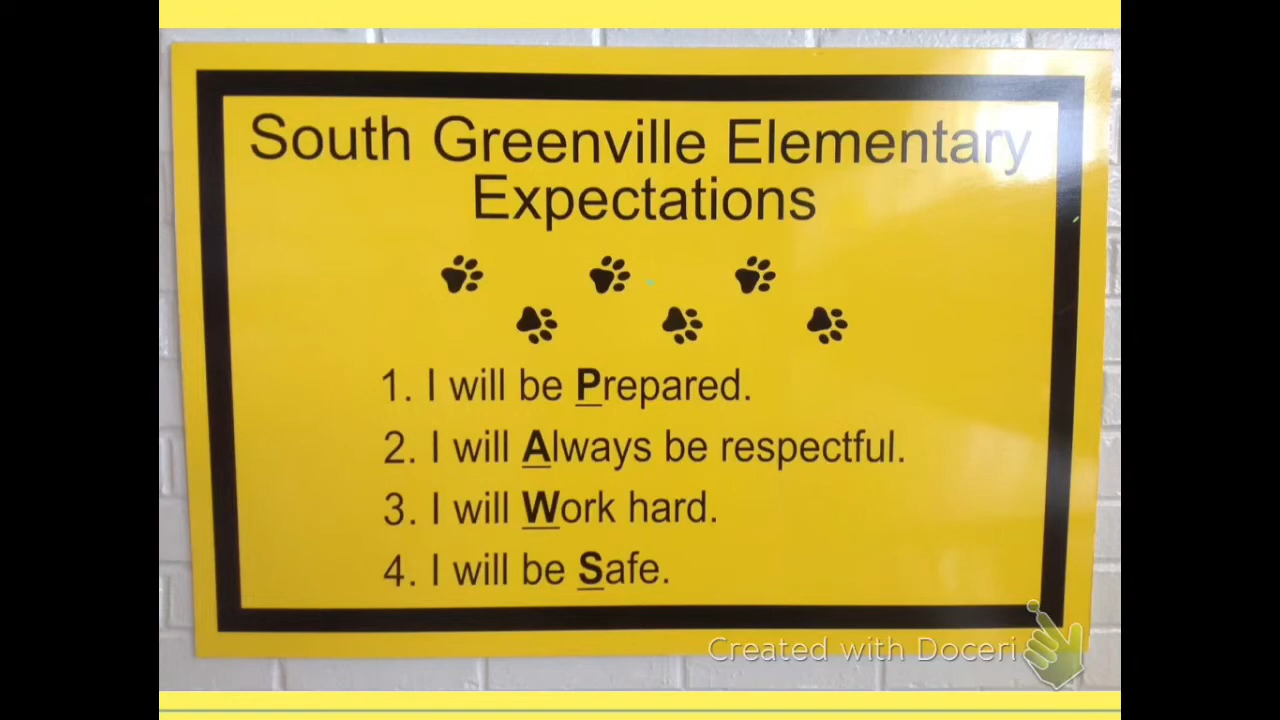 South Greenville Elementary
Expectations
1. I will be Prepared.
2. I will Always be respectful.
3. I will Work hard.
4. I will be Safe.
Created with Doceri